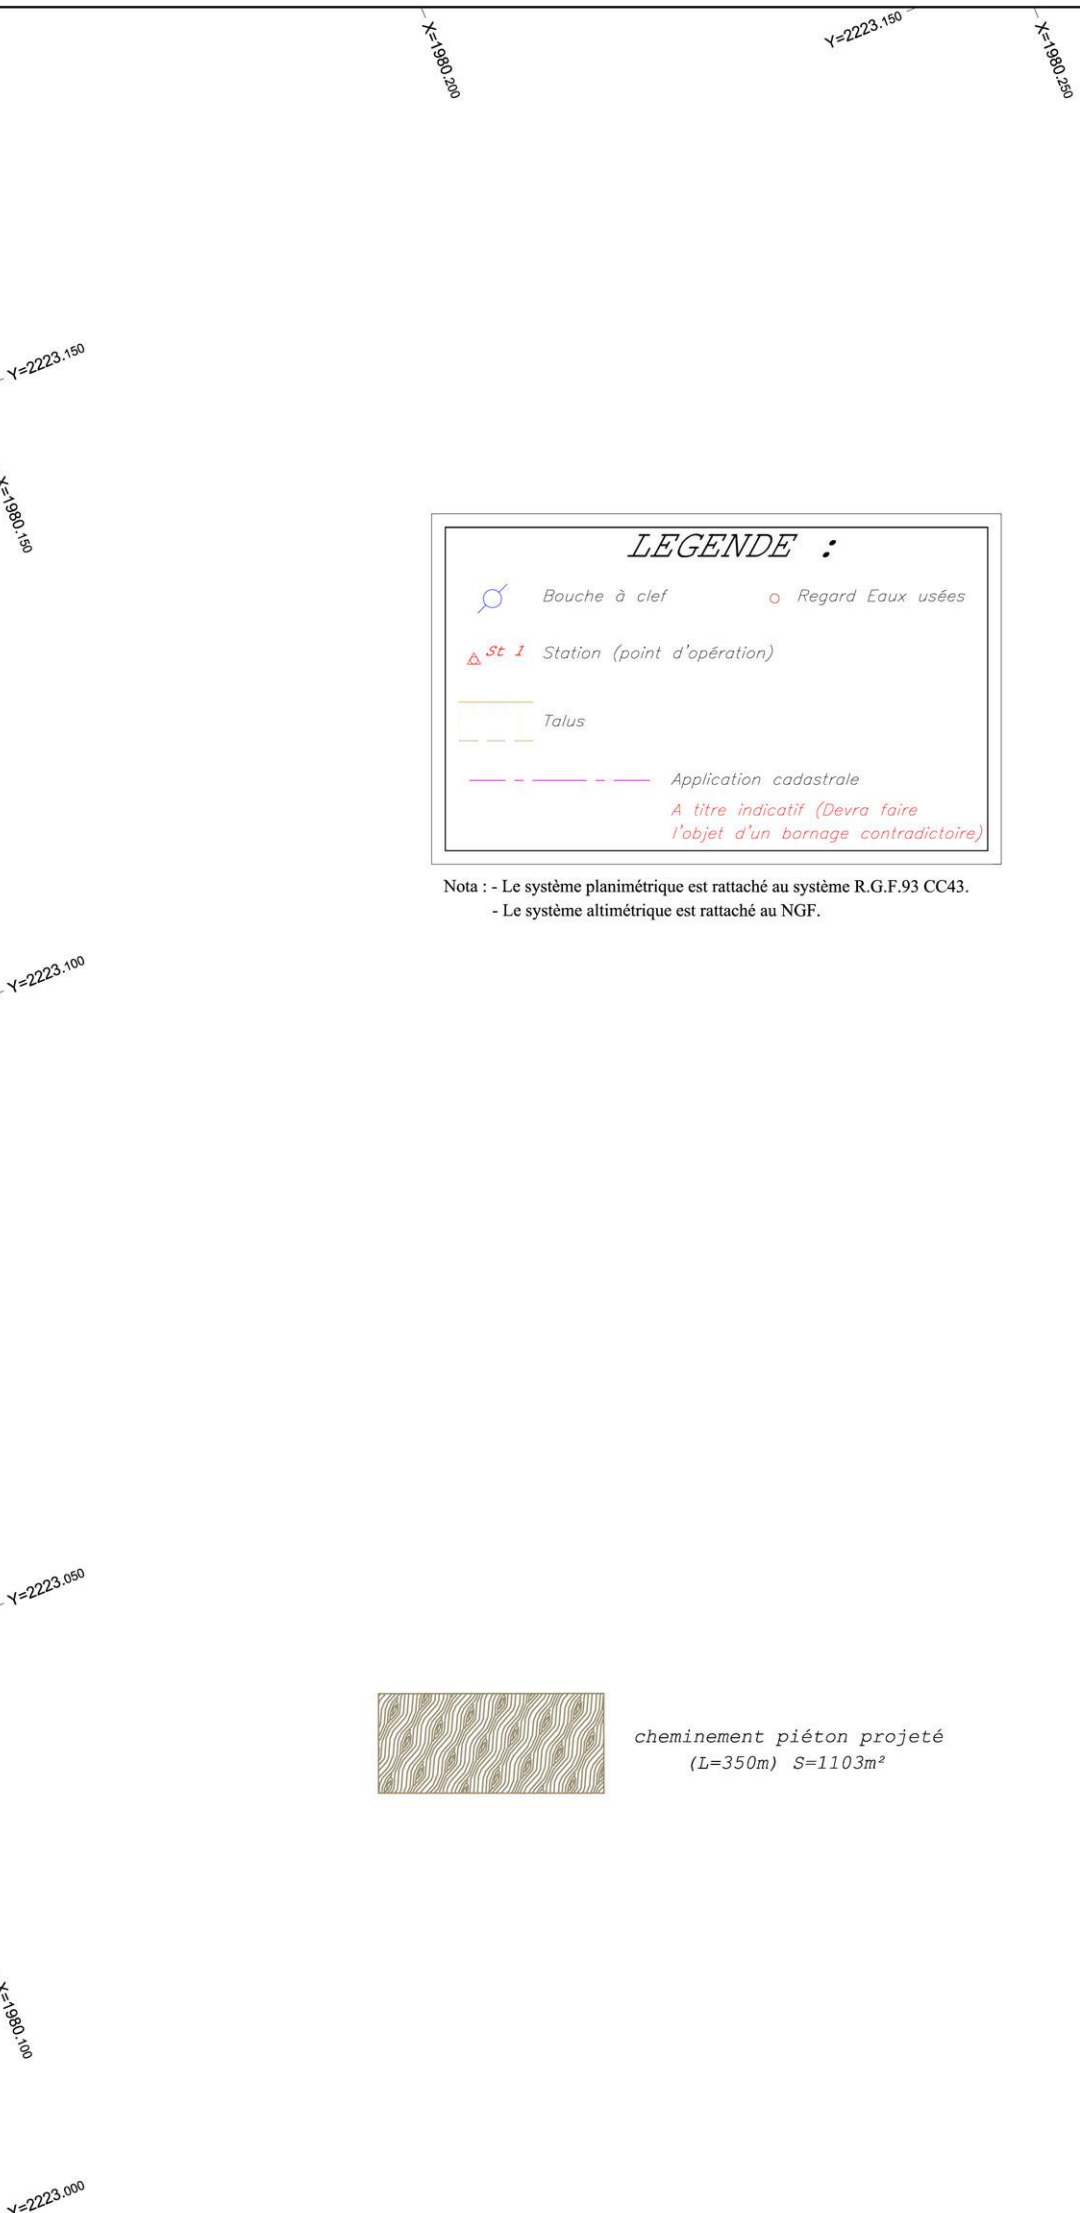 X=1980.200
Y=2223.150
X=1980.250
Y=2223.150
X=1980.150
LEGENDE :
Bouche à clef
Regard Eaux usées
St 1 Station (point d'opération)
Talus
Application cadastrale
A titre indicatif (Devra faire
l'objet d'un bornage contradictoire)
Nota : - Le système planimétrique est rattaché au système R.G.F.93 CC43.
- Le système altimétrique est rattaché au NGF.
Y=2223.100
Y=2223.050
cheminement piéton projeté
(L=350m) S=1103m²
X=1980.100
Y=2223.000